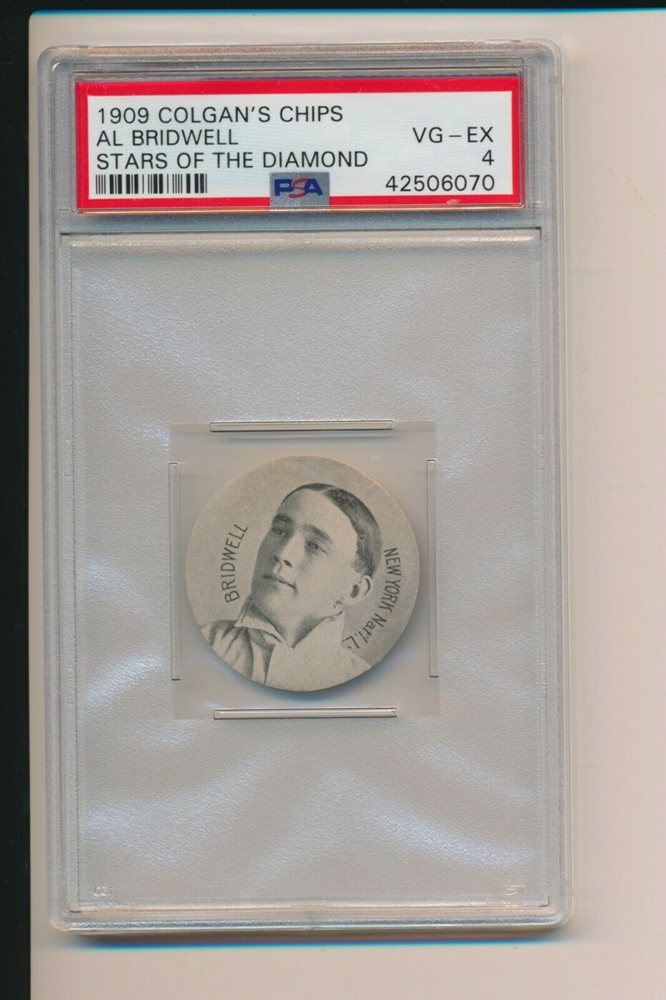 1909 COLGAN'S CHIPS
AL BRIDWELL VG – EX
STARS OF THE DIAMOND 4
PSA 42506070
BRIDWELL
NEW YORK Nat'l L.